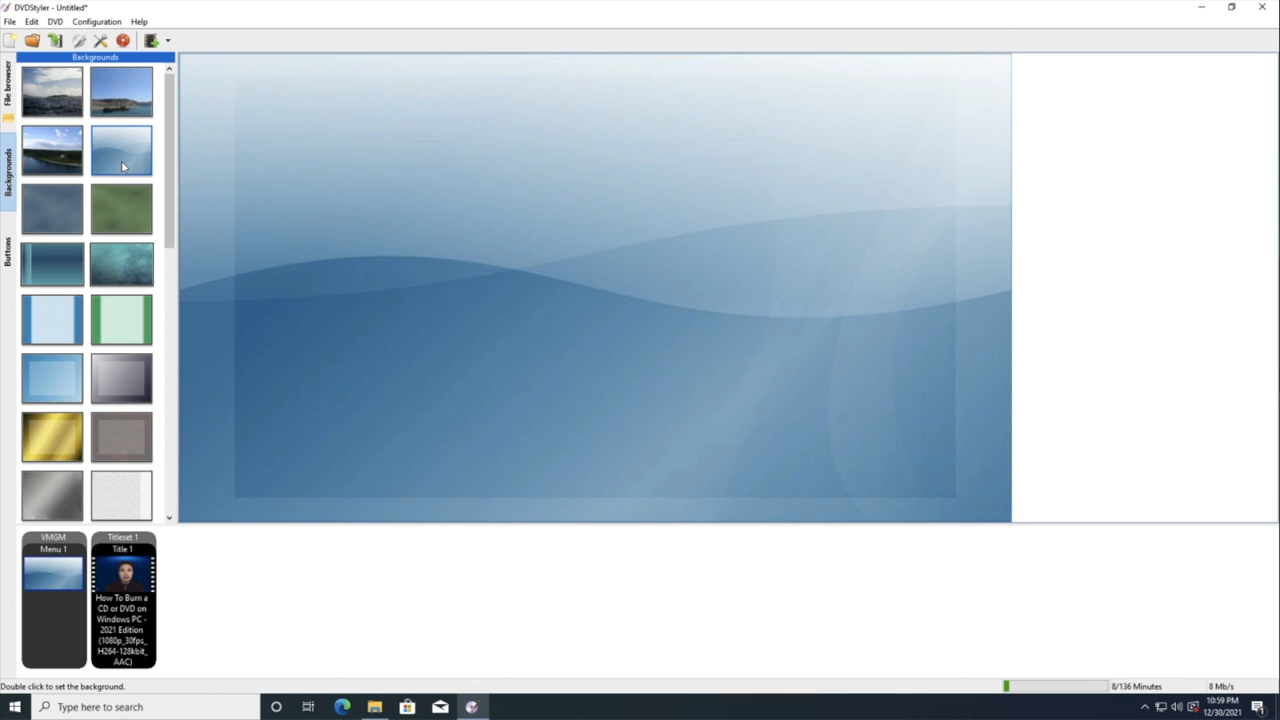 DVDStyler - Untitled*
File Edit DVD Configuration Help
Backgrounds
File browser
Backgrounds
Buttons
VMGM
Menu 1
Titleset 1
Title 1
How To Burn a
CD or DVD on
Windows PC -
2021 Edition
(1080p_30fps_
H264-128kbit_
AAC)
Double click to set the background.
8/136 Minutes
8 Mb/s
Type here to search
10:59 PM
12/30/2021